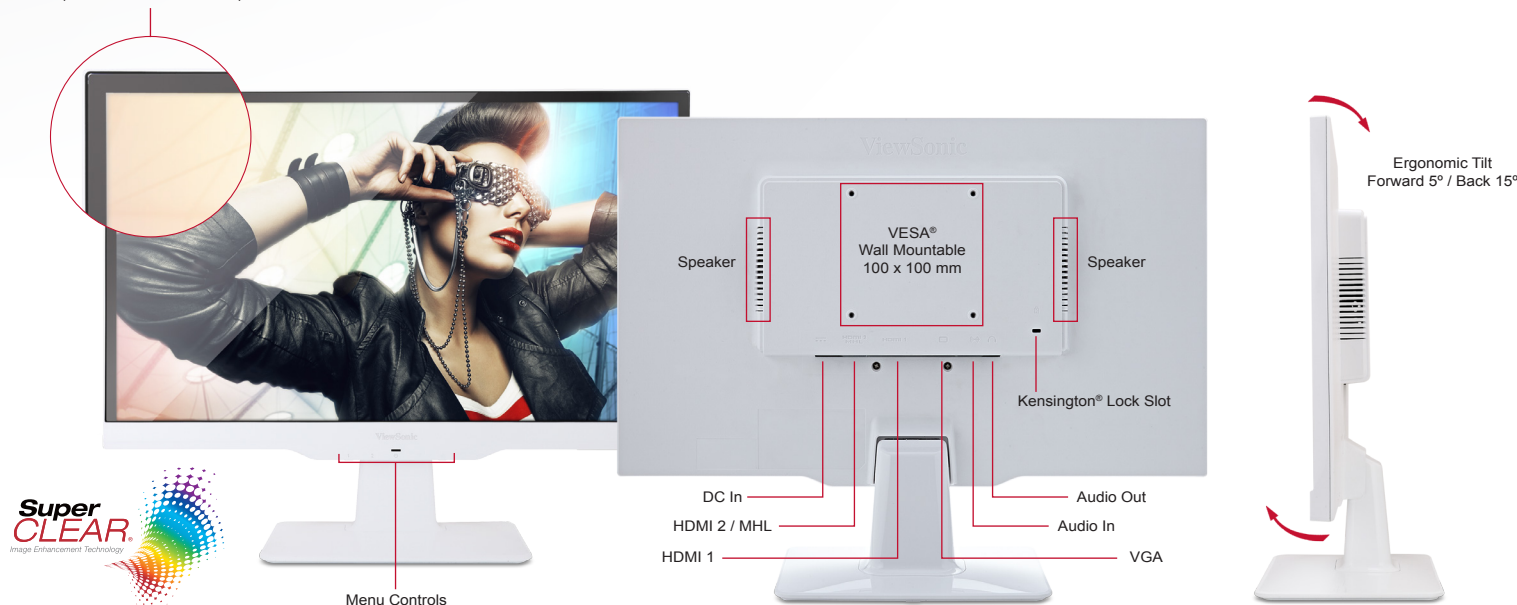 ViewSonic
Ergonomic Tilt
Forward 5º / Back 15º
VESA®
Wall Mountable
100 x 100 mm
Speaker
Speaker
Kensington® Lock Slot
ViewSonic
Super
CLEAR®
Image Enhancement Technology
DC In
Audio Out
HDMI 2 / MHL
Audio In
HDMI 1
VGA
Menu Controls